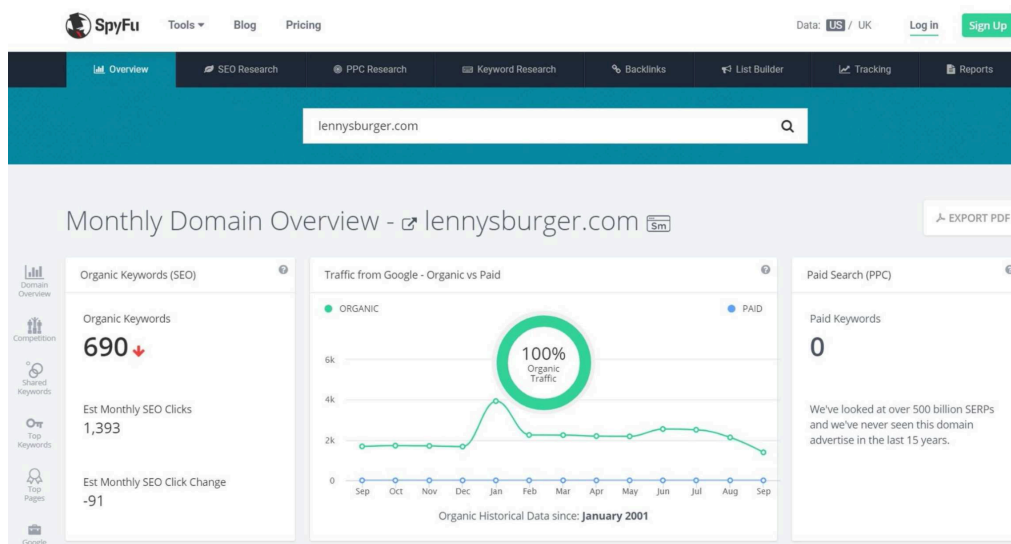 SpyFu Tools Blog Pricing Data: US / UK Log in Sign Up
Overview SEO Research PPC Research Keyword Research Backlinks List Builder Tracking Reports
lennysburger.com
Monthly Domain Overview - lennysburger.com Sm
EXPORT PDF
Domain
Overview
Competition
Shared
Keywords
Top
Keywords
Top
Pages
Google
Organic Keywords (SEO)
Organic Keywords
690
Est Monthly SEO Clicks
1,393
Est Monthly SEO Click Change
-91
Traffic from Google - Organic vs Paid
ORGANIC PAID
100%
Organic
Traffic
6k
4k
2k
0
Sep Oct Nov Dec Jan Feb Mar Apr May Jun Jul Aug Sep
Organic Historical Data since: January 2001
Paid Search (PPC)
Paid Keywords
0
We've looked at over 500 billion SERPs
and we've never seen this domain
advertise in the last 15 years.